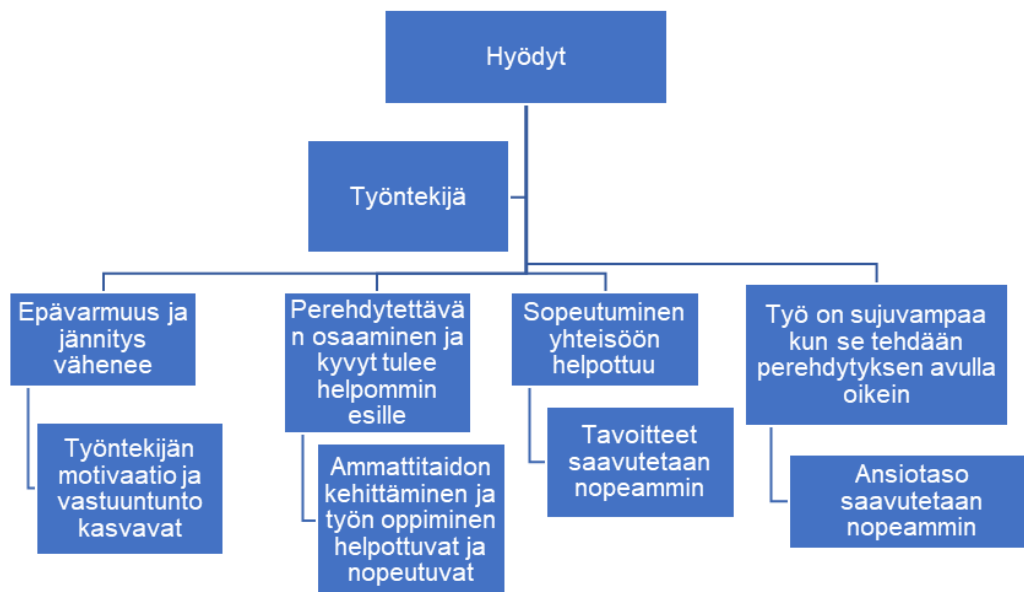 Hyödyt
Työntekijä
Epävarmuus ja
jännitys
vähenee
Työntekijän
motivaatio ja
vastuuntunto
kasvavat
Perehdytettävä
n osaaminen ja
kyvyt tulee
helpommin
esille
Ammattitaidon
kehittäminen ja
työn oppiminen
helpottuvat ja
nopeutuvat
Sopeutuminen
yhteisöön
helpottuu
Tavoitteet
saavutetaan
nopeammin
Työ on sujuvampaa
kun se tehdään
perehdytyksen avulla
oikein
Ansiotaso
saavutetaan
nopeammin